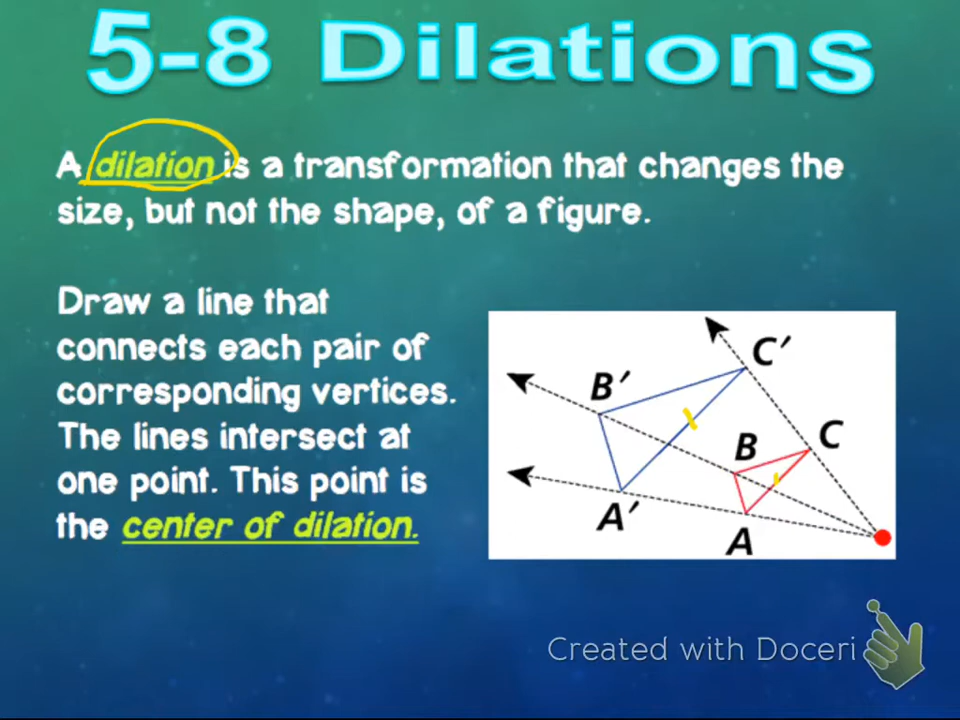 5-8 Dilations
A dilation is a transformation that changes the
size, but not the shape, of a figure.
Draw a line that
connects each pair of
corresponding vertices.
The lines intersect at
one point. This point is
the center of dilation.
C′
B′
C
B
A′
A
Created with Doceri